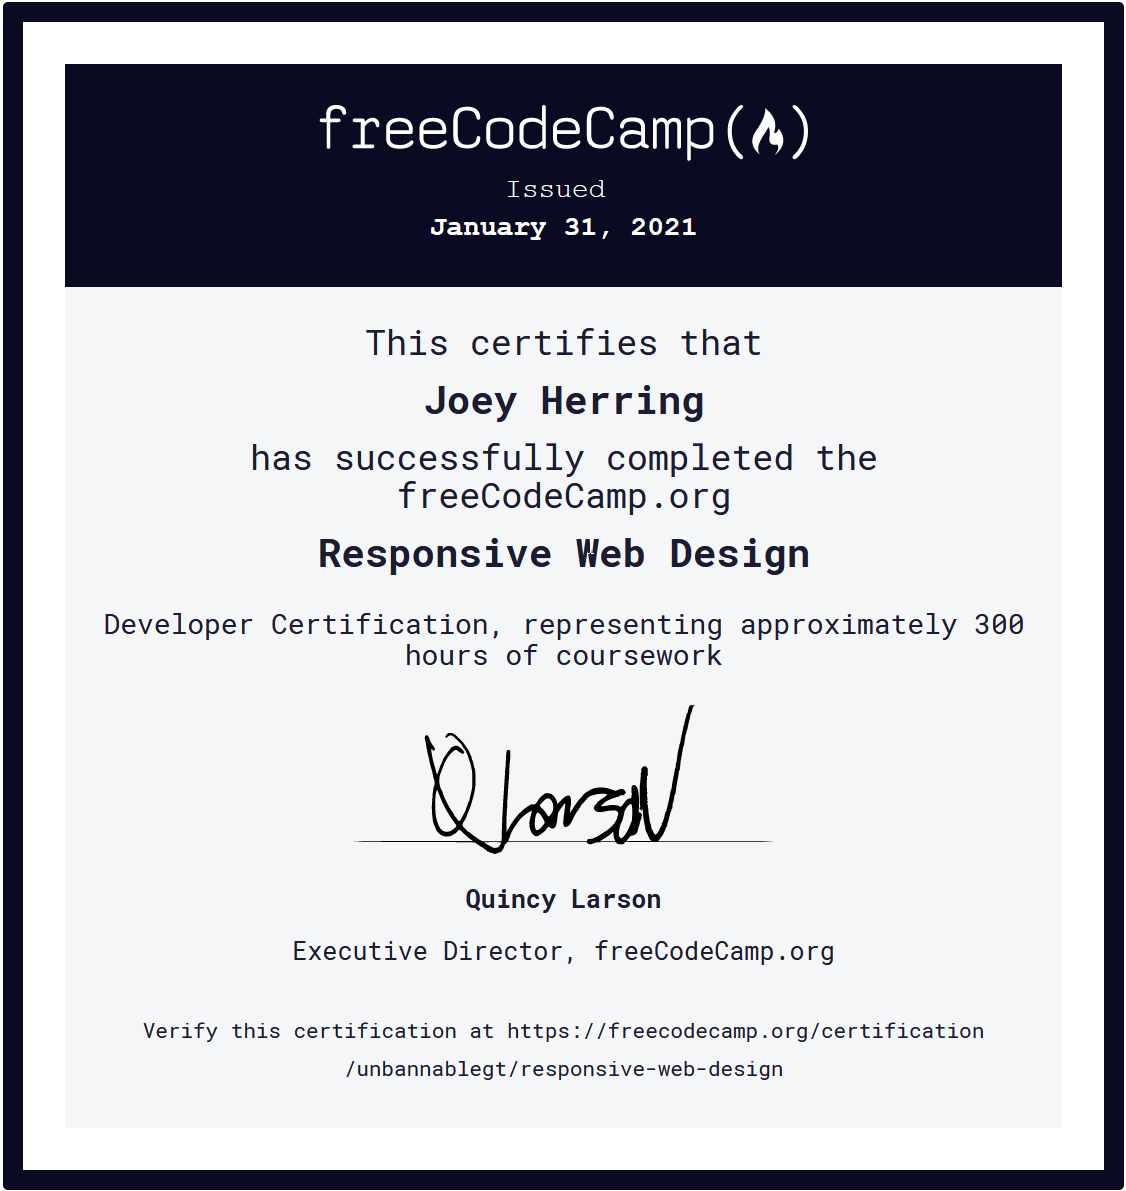 freeCodeCamp(🔥)
Issued
January 31, 2021
This certifies that
Joey Herring
has successfully completed the
freeCodeCamp.org
Responsive Web Design
Developer Certification, representing approximately 300
hours of coursework
Q Larson
Quincy Larson
Executive Director, freeCodeCamp.org
Verify this certification at https://freecodecamp.org/certification
/unbannablegt/responsive-web-design